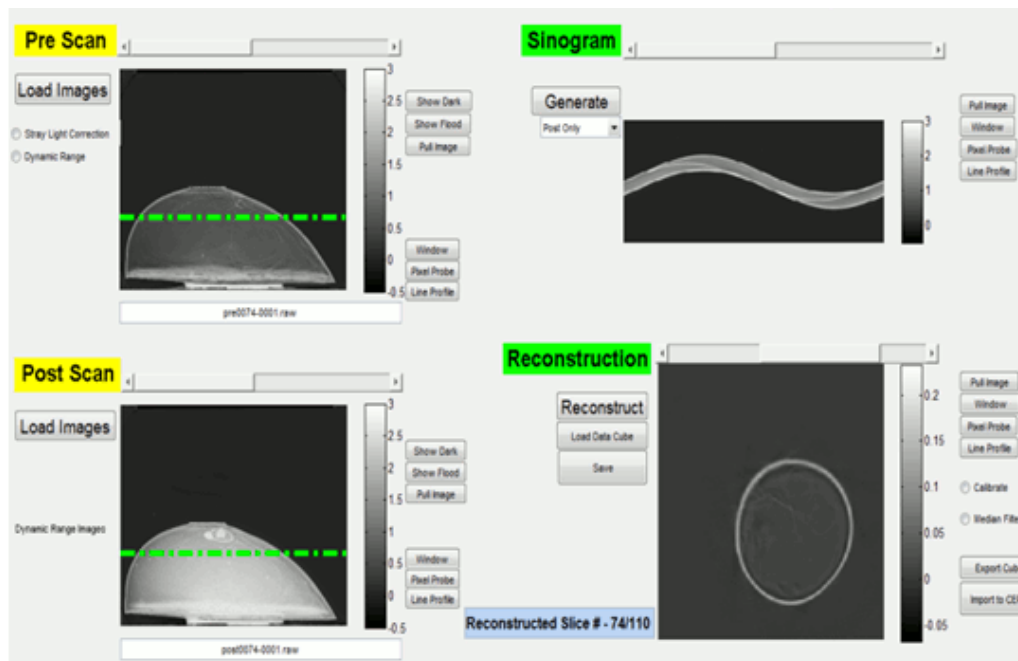 Pre Scan
Load Images
Stray Light Correction
Dynamic Range
3
2.5
2
1.5
1
0.5
0
-0.5
Show Dark
Show Flood
Pull Image
Window
Pixel Probe
Line Profile
pre0074-0001.raw
Sinogram
Generate
Post Only
3
2
1
0
Pull Image
Window
Pixel Probe
Line Profile
Post Scan
Load Images
Dynamic Range Images
3
2.5
2
1.5
1
0.5
0
-0.5
Show Dark
Show Flood
Pull Image
Window
Pixel Probe
Line Profile
post0074-0001.raw
Reconstruction
Reconstruct
Load Data Cube
Save
Reconstructed Slice # - 74/110
0.2
0.15
0.1
0.05
0
-0.05
Pull Image
Window
Pixel Probe
Line Profile
Calibrate
Median Filte
Export Cub
Import to CE